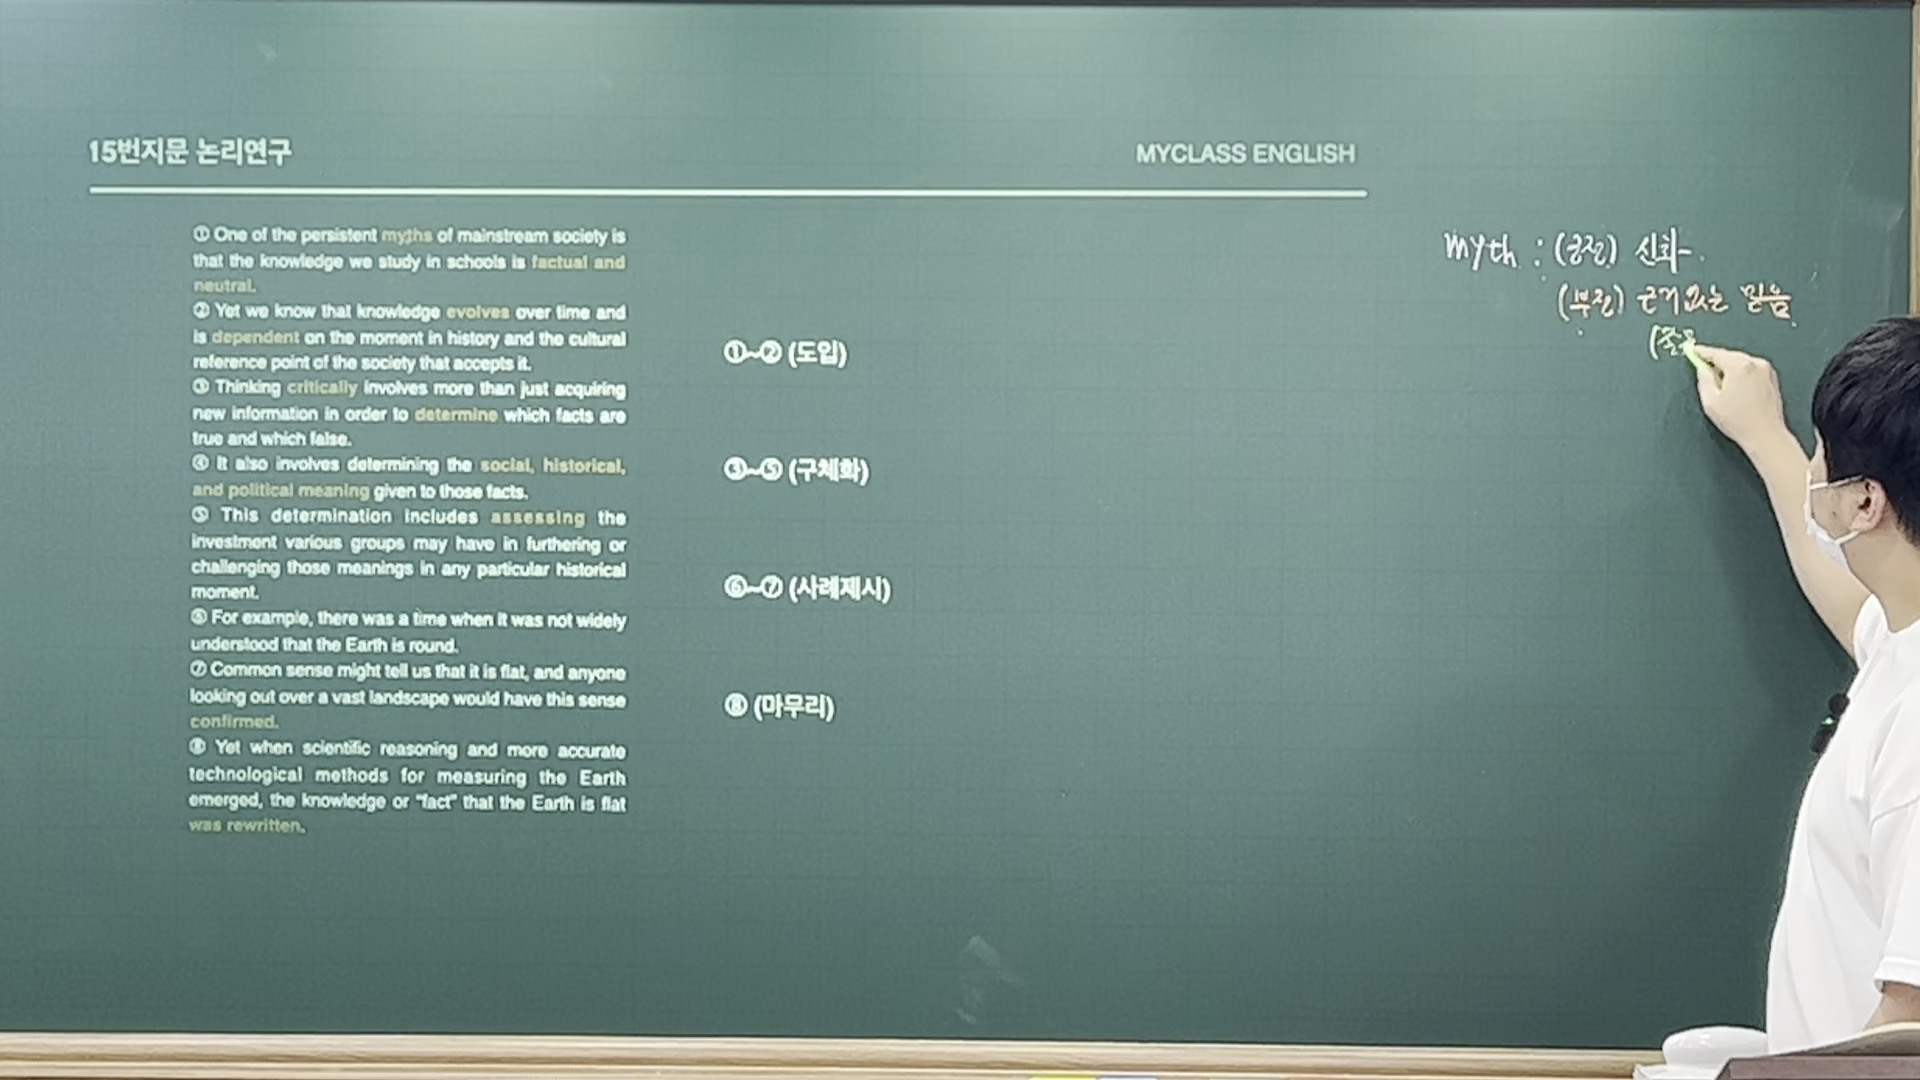 15번지문 논리연구
MYCLASS ENGLISH
① One of the persistent myths of mainstream society is
that the knowledge we study in schools is factual and
neutral.
② Yet we know that knowledge evolves over time and
is dependent on the moment in history and the cultural
reference point of the society that accepts it.
③ Thinking critically involves more than just acquiring
new information in order to determine which facts are
true and which false.
④ It also involves determining the social, historical,
and political meaning given to those facts.
⑤ This determination includes assessing the
investment various groups may have in furthering or
challenging those meanings in any particular historical
moment.
⑥ For example, there was a time when it was not widely
understood that the Earth is round.
⑦ Common sense might tell us that it is flat, and anyone
looking out over a vast landscape would have this sense
confirmed.
⑧ Yet when scientific reasoning and more accurate
technological methods for measuring the Earth
emerged, the knowledge or "fact" that the Earth is flat
was rewritten.
①~② (도입)
③~⑤ (구체화)
⑥~⑦ (사례제시)
⑧ (마무리)
myth : (긍정) 신화
(부정) 근거 없는 믿음